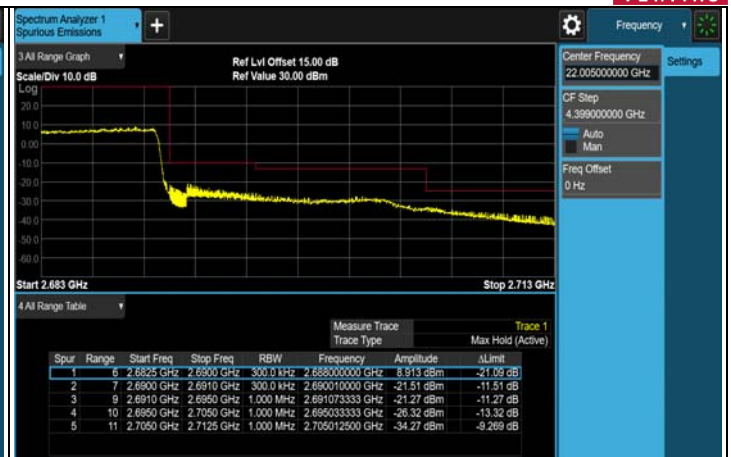 Spectrum Analyzer 1
Spurious Emissions
+
Frequency
3 All Range Graph
Ref Lvl Offset 15.00 dB
Scale/Div 10.0 dB
Ref Value 30.00 dBm
Log
20.0
10.0
0.00
-10.0
-20.0
-30.0
-40.0
-50.0
-60.0
Start 2.683 GHz
Stop 2.713 GHz
Center Frequency
22.005000000 GHz
Settings
CF Step
4.399000000 GHz
Auto
Man
Freq Offset
0 Hz
4 All Range Table
Measure Trace Trace 1
Trace Type Max Hold (Active)
Spur Range Start Freq Stop Freq RBW Frequency Amplitude ΔLimit
1 6 2.6825 GHz 2.6900 GHz 300.0 kHz 2.688000000 GHz 8.913 dBm -21.09 dB
2 7 2.6900 GHz 2.6910 GHz 300.0 kHz 2.690010000 GHz -21.51 dBm -11.51 dB
3 9 2.6910 GHz 2.6950 GHz 1.000 MHz 2.691073333 GHz -21.27 dBm -11.27 dB
4 10 2.6950 GHz 2.7050 GHz 1.000 MHz 2.695033333 GHz -26.32 dBm -13.32 dB
5 11 2.7050 GHz 2.7125 GHz 1.000 MHz 2.705012500 GHz -34.27 dBm -9.269 dB